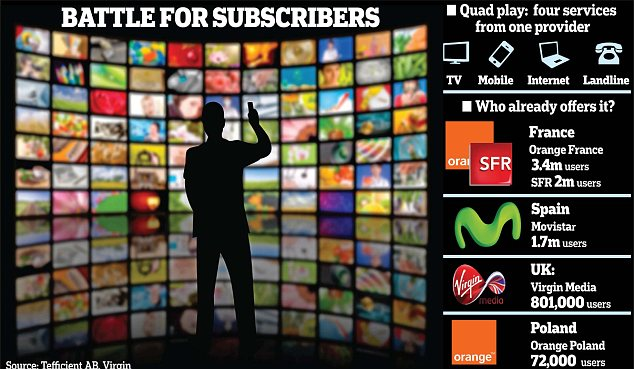 BATTLE FOR SUBSCRIBERS
Quad play: four services
from one provider
TV Mobile Internet Landline
Who already offers it?
France
Orange France
3.4m users
SFR 2m users
orai
SFR
Spain
Movistar
1.7m users
UK:
Virgin Media
801,000 users
Virgin
media
Poland
Orange Poland
72,000 users
orange
Source: Tefficient AB, Virgin